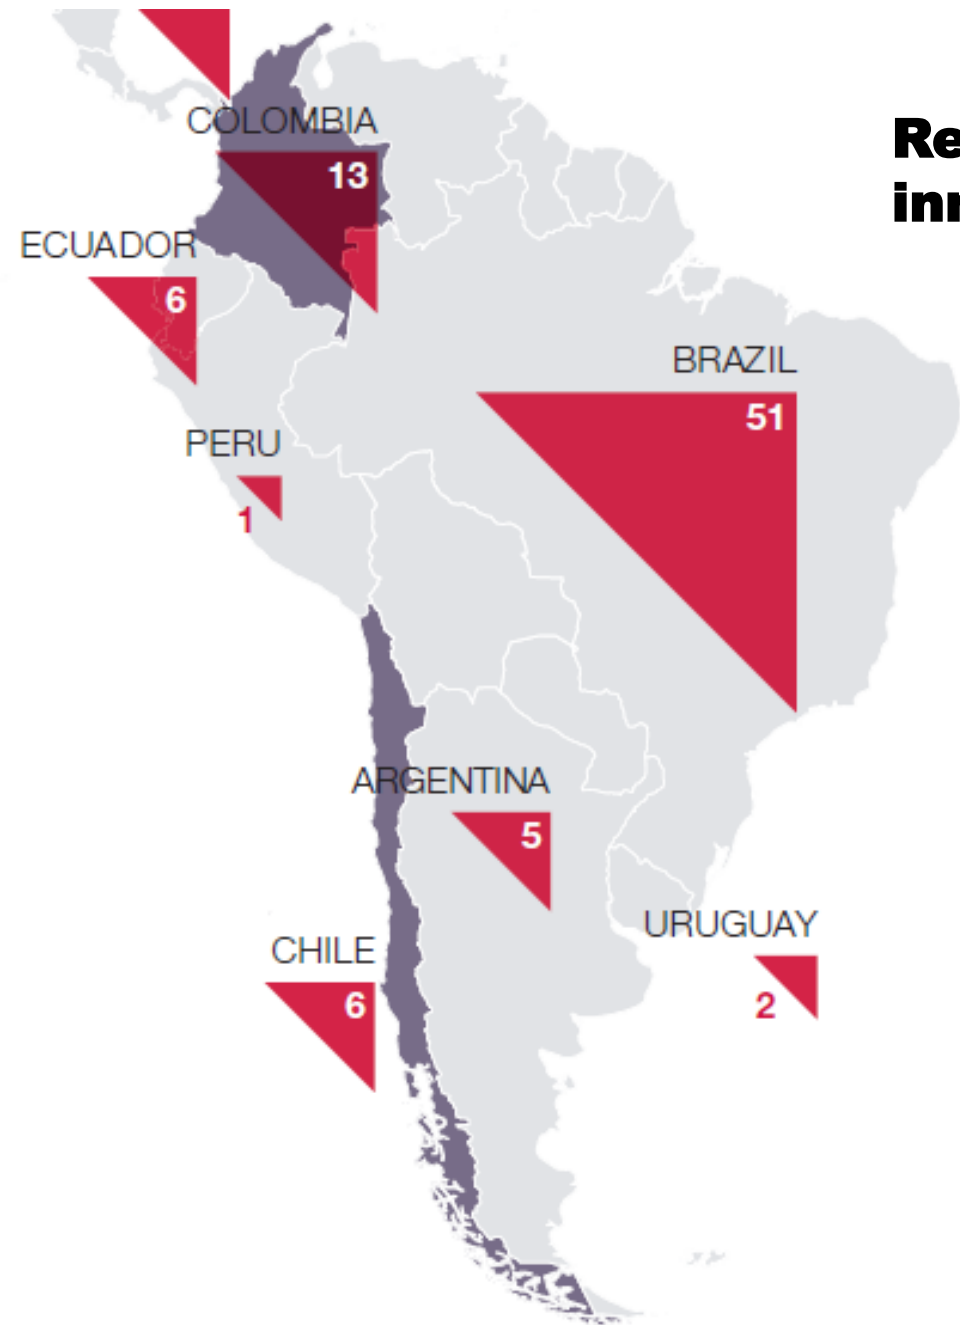 COLOMBIA
13
ECUADOR
6
BRAZIL
51
PERU
1
ARGENTINA
5
URUGUAY
2
CHILE
6